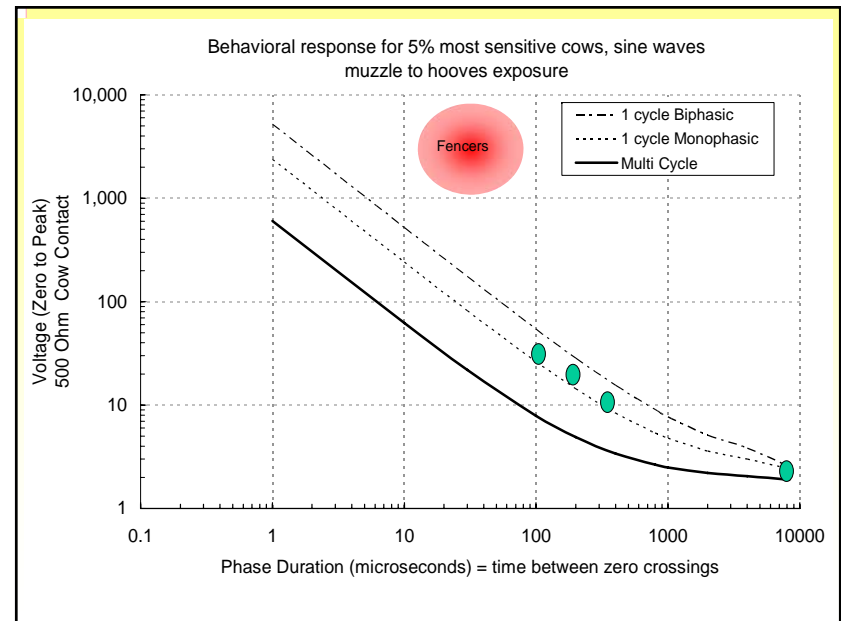 Behavioral response for 5% most sensitive cows, sine waves
muzzle to hooves exposure
10,000
1,000
100
10
1
Voltage (Zero to Peak)
500 Ohm  Cow Contact
Fencers
1 cycle Biphasic
1 cycle Monophasic
Multi Cycle
0.1
1
10
100
1000
10000
Phase Duration (microseconds) = time between zero crossings